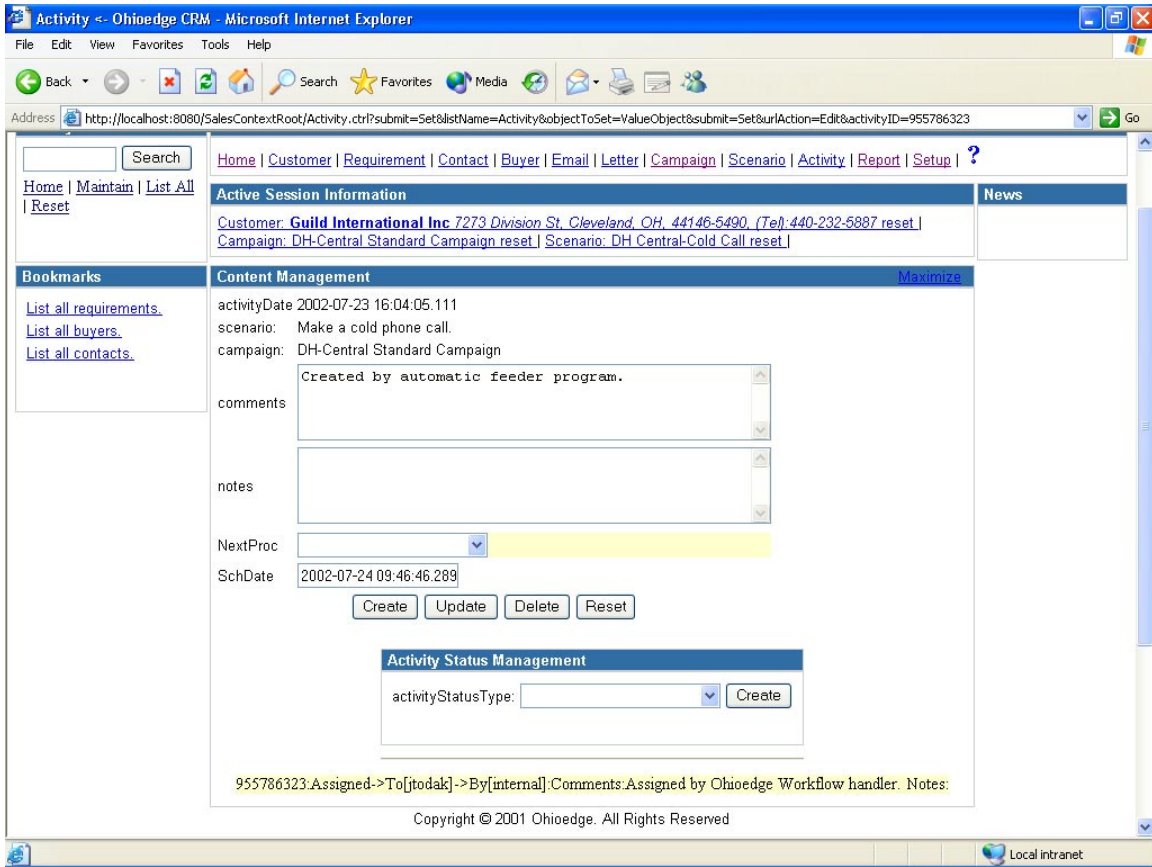 Activity <- Ohioedge CRM - Microsoft Internet Explorer
File Edit View Favorites Tools Help
Back Search Favorites Media
Address http://localhost:8080/SalesContextRoot/Activity.ctrl?submit=Set&listName=Activity&objectToSet=ValueObject&submit=Set&urlAction=Edit&activityID=955786323 Go
Search
Home | Maintain | List All
| Reset
Home | Customer | Requirement | Contact | Buyer | Email | Letter | Campaign | Scenario | Activity | Report | Setup | ?
Active Session Information
Customer: Guild International Inc 7273 Division St, Cleveland, OH, 44146-5490, (Tel):440-232-5887 reset |
Campaign: DH-Central Standard Campaign reset | Scenario: DH Central-Cold Call reset |
News
Bookmarks
List all requirements.
List all buyers.
List all contacts.
Content Management Maximize
activityDate 2002-07-23 16:04:05.111
scenario: Make a cold phone call.
campaign: DH-Central Standard Campaign
comments Created by automatic feeder program.
notes
NextProc
SchDate 2002-07-24 09:46:46.289
Create Update Delete Reset
Activity Status Management
activityStatusType: Create
955786323:Assigned->To[jtodak]->By[internal]:Comments:Assigned by Ohioedge Workflow handler. Notes:
Copyright © 2001 Ohioedge. All Rights Reserved
Local intranet